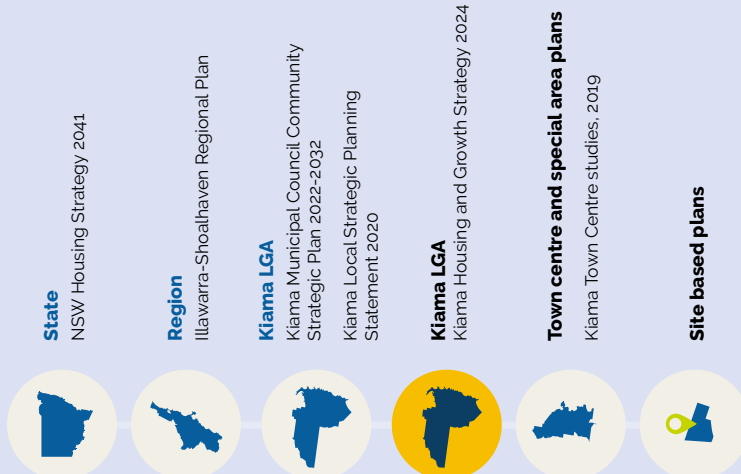 State
NSW Housing Strategy 2041
Region
Illawarra-Shoalhaven Regional Plan
Kiama LGA
Kiama Municipal Council Community
Strategic Plan 2022-2032
Kiama Local Strategic Planning
Statement 2020
Kiama LGA
Kiama Housing and Growth Strategy 2024
Town centre and special area plans
Kiama Town Centre studies, 2019
Site based plans